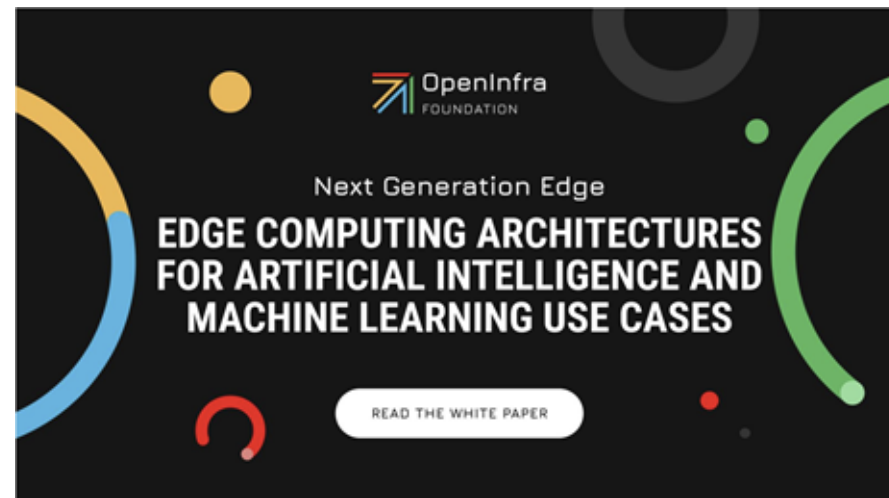 OpenInfra
FOUNDATION
Next Generation Edge
EDGE COMPUTING ARCHITECTURES
FOR ARTIFICIAL INTELLIGENCE AND
MACHINE LEARNING USE CASES
READ THE WHITE PAPER